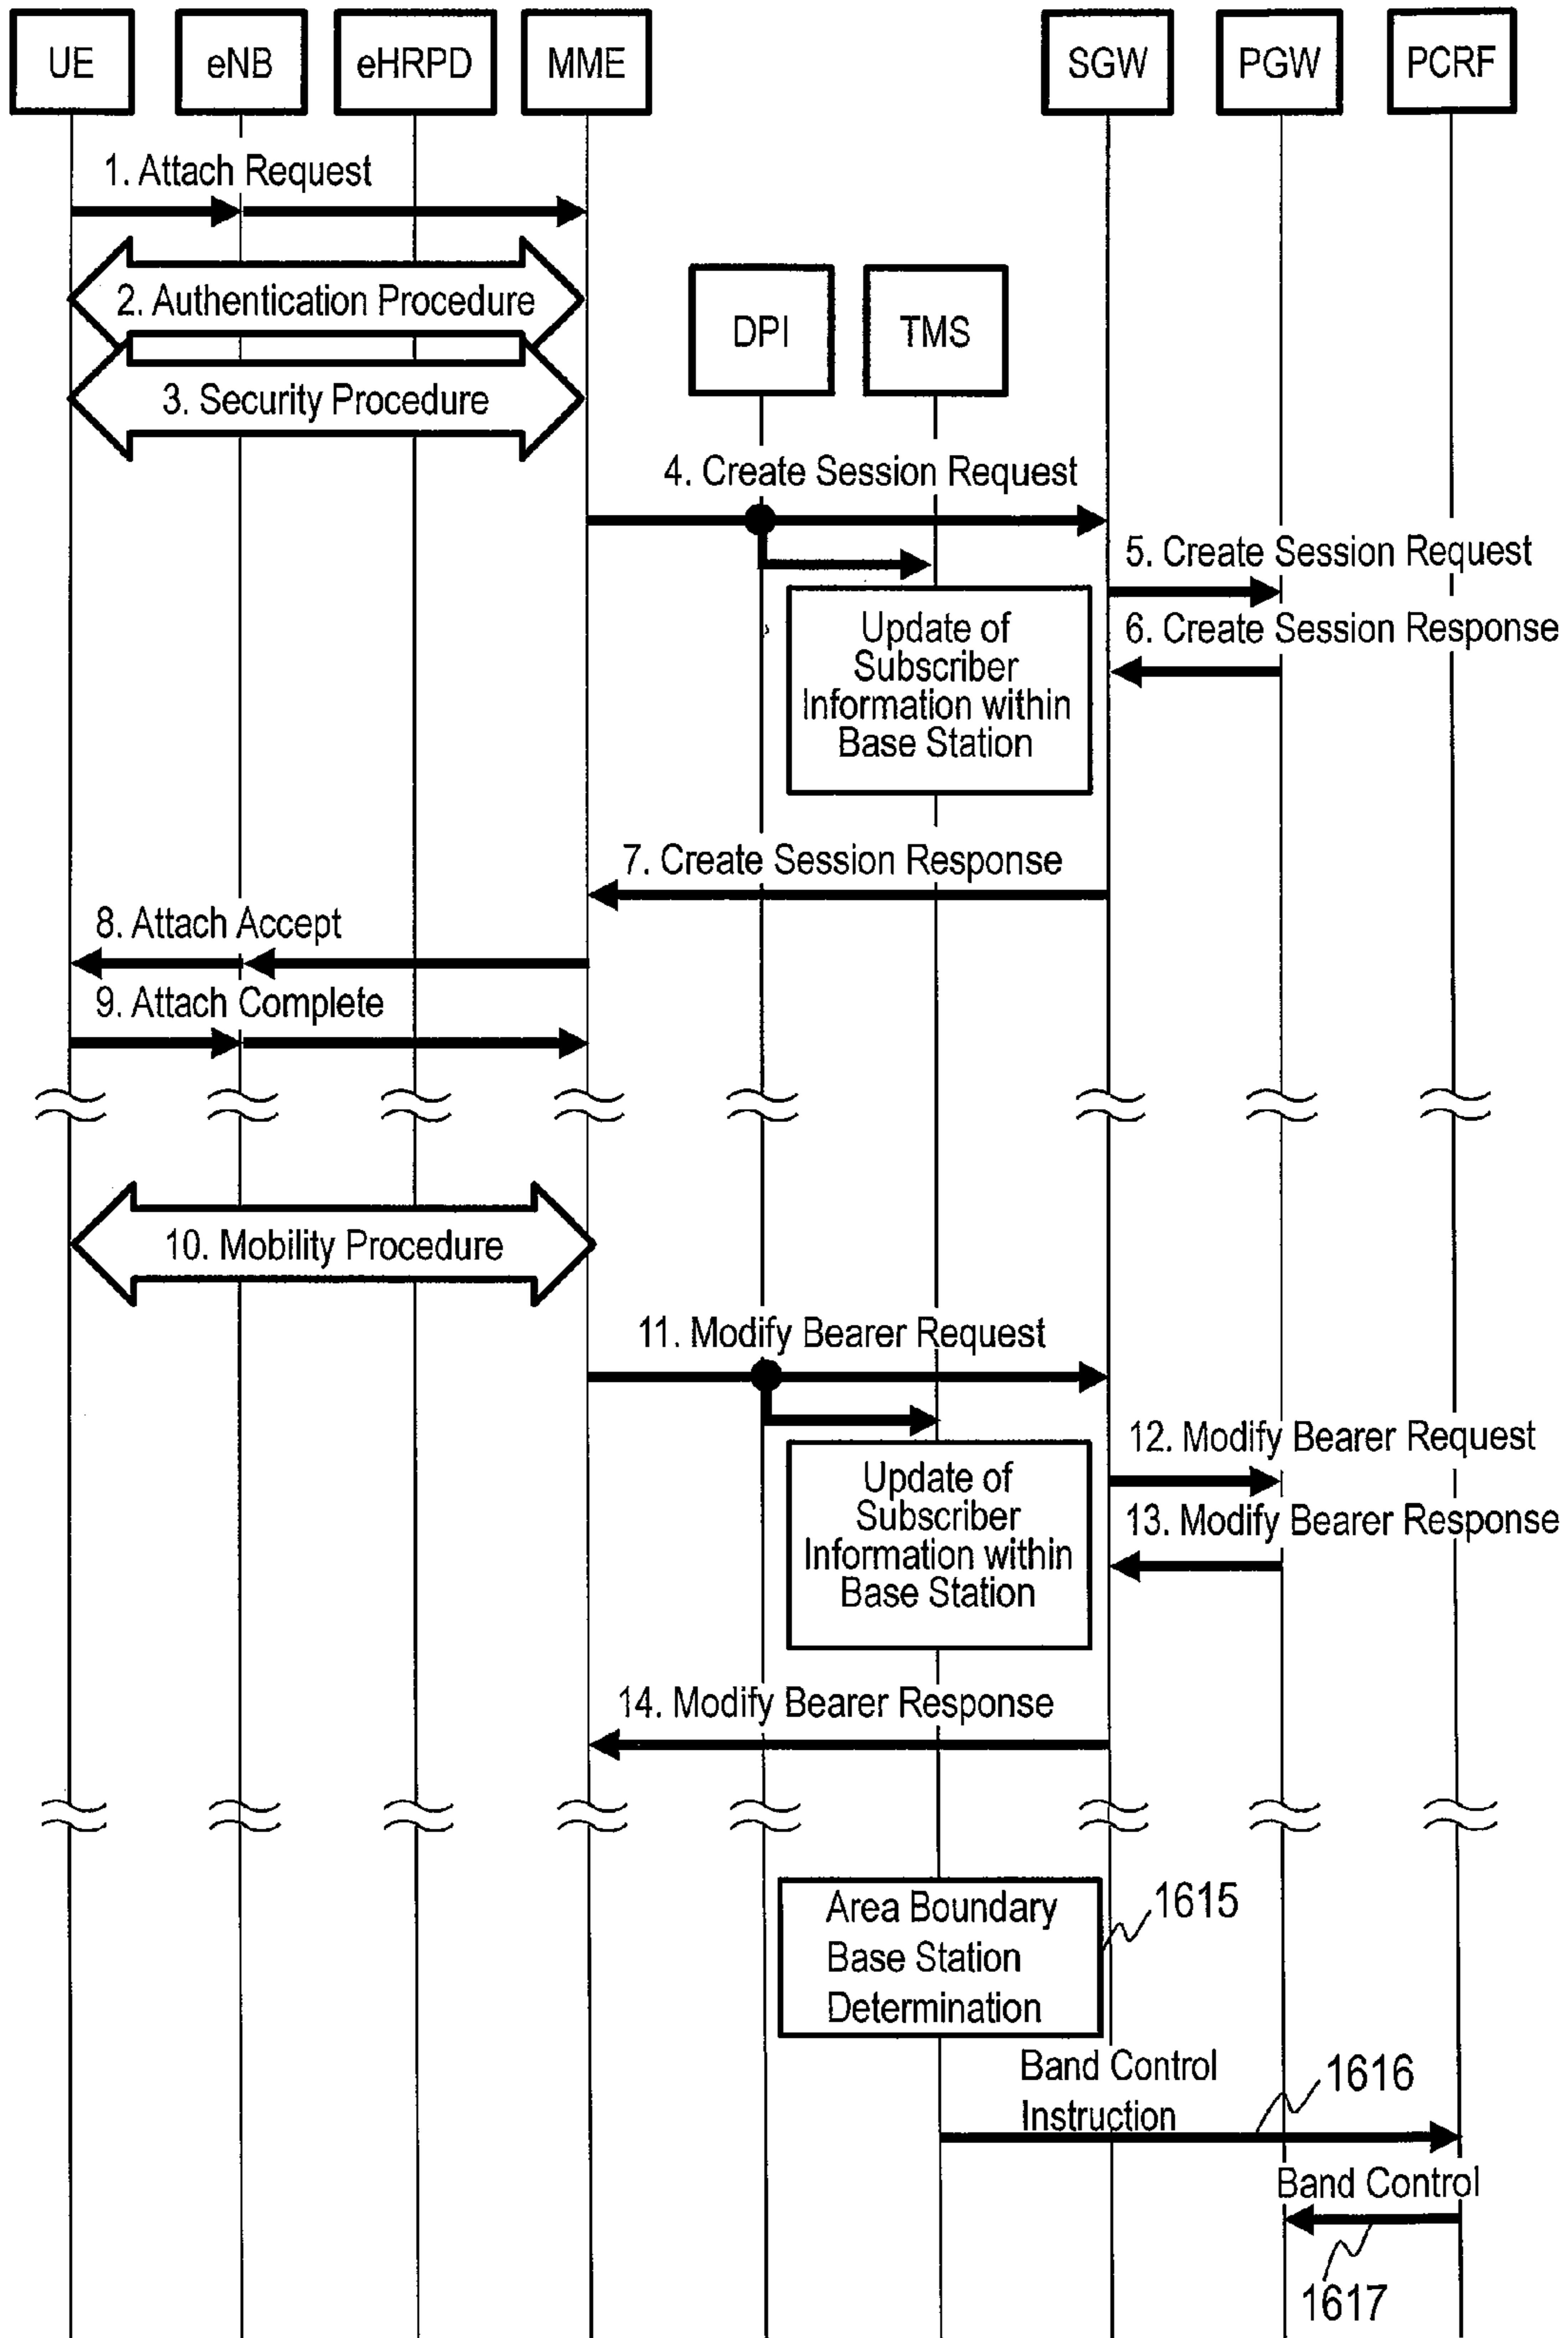 UE
eNB
eHRPD
MME
SGW
PGW
PCRF
1. Attach Request
2. Authentication Procedure
DPI
TMS
3. Security Procedure
4. Create Session Request
5. Create Session Request
Update of
Subscriber
Information within
Base Station
6. Create Session Response
7. Create Session Response
8. Attach Accept
9. Attach Complete
10. Mobility Procedure
11. Modify Bearer Request
12. Modify Bearer Request
Update of
Subscriber
Information within
Base Station
13. Modify Bearer Response
14. Modify Bearer Response
Area Boundary
Base Station
Determination
1615
Band Control
Instruction
1616
Band Control
1617